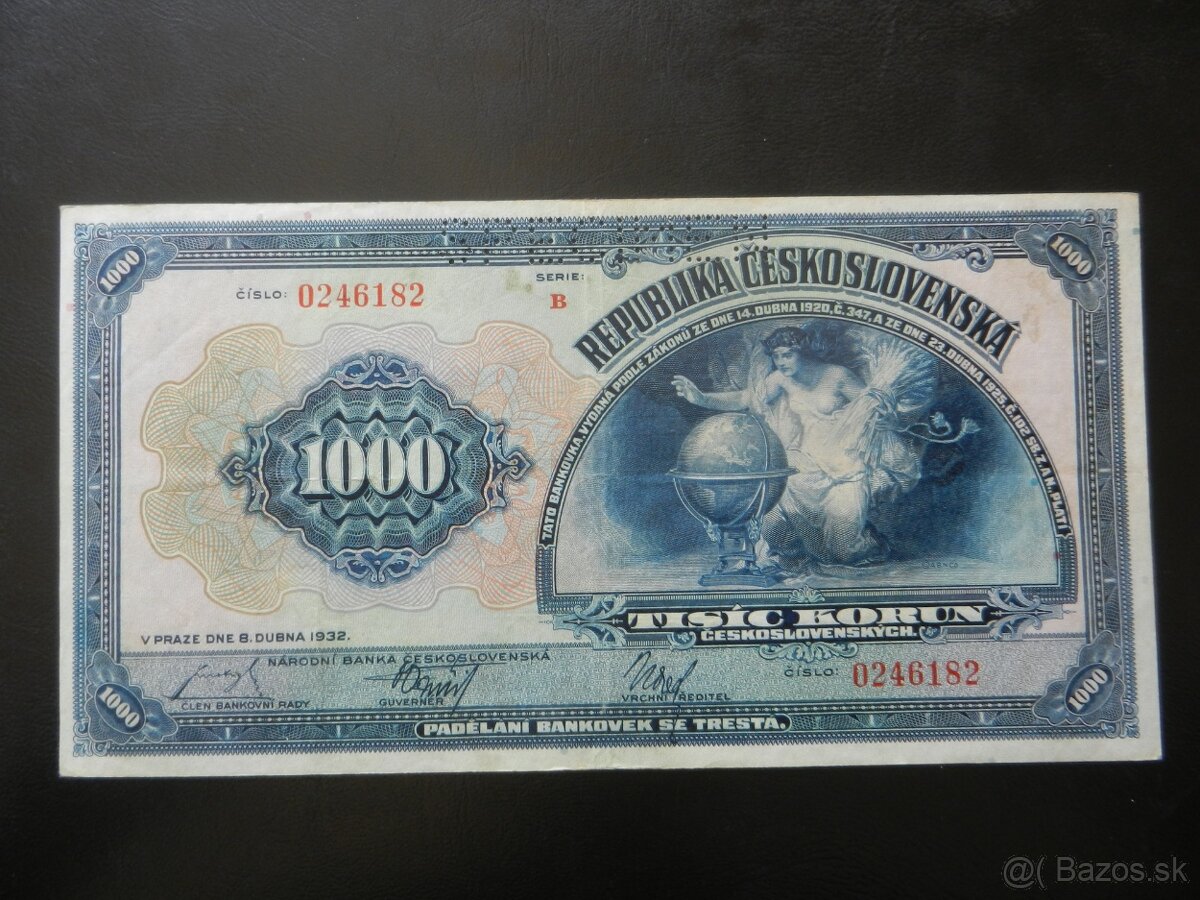 1000
1000
SERIE:
ČÍSLO: 0246182
B
REPUBLIKA ČESKOSLOVENSKÁ
TATO BANKOVKA, VYDANÁ PODLE ZÁKONŮ ZE DNE 14. DUBNA 1920, Č. 347, A ZE DNE 23. DUBNA 1925, Č. 102 SB. Z. A N., PLATÍ
1000
TISÍC KORUN
ČESKOSLOVENSKÝCH.
V PRAZE DNE 8. DUBNA 1932.
NÁRODNÍ BANKA ČESKOSLOVENSKÁ
ČÍSLO: 0246182
ČLEN BANKOVNÍ RADY
GUVERNÉR
VRCHNÍ ŘEDITEL
1000
1000
PADĚLÁNÍ BANKOVEK SE TRESTÁ.
@( Bazos.sk